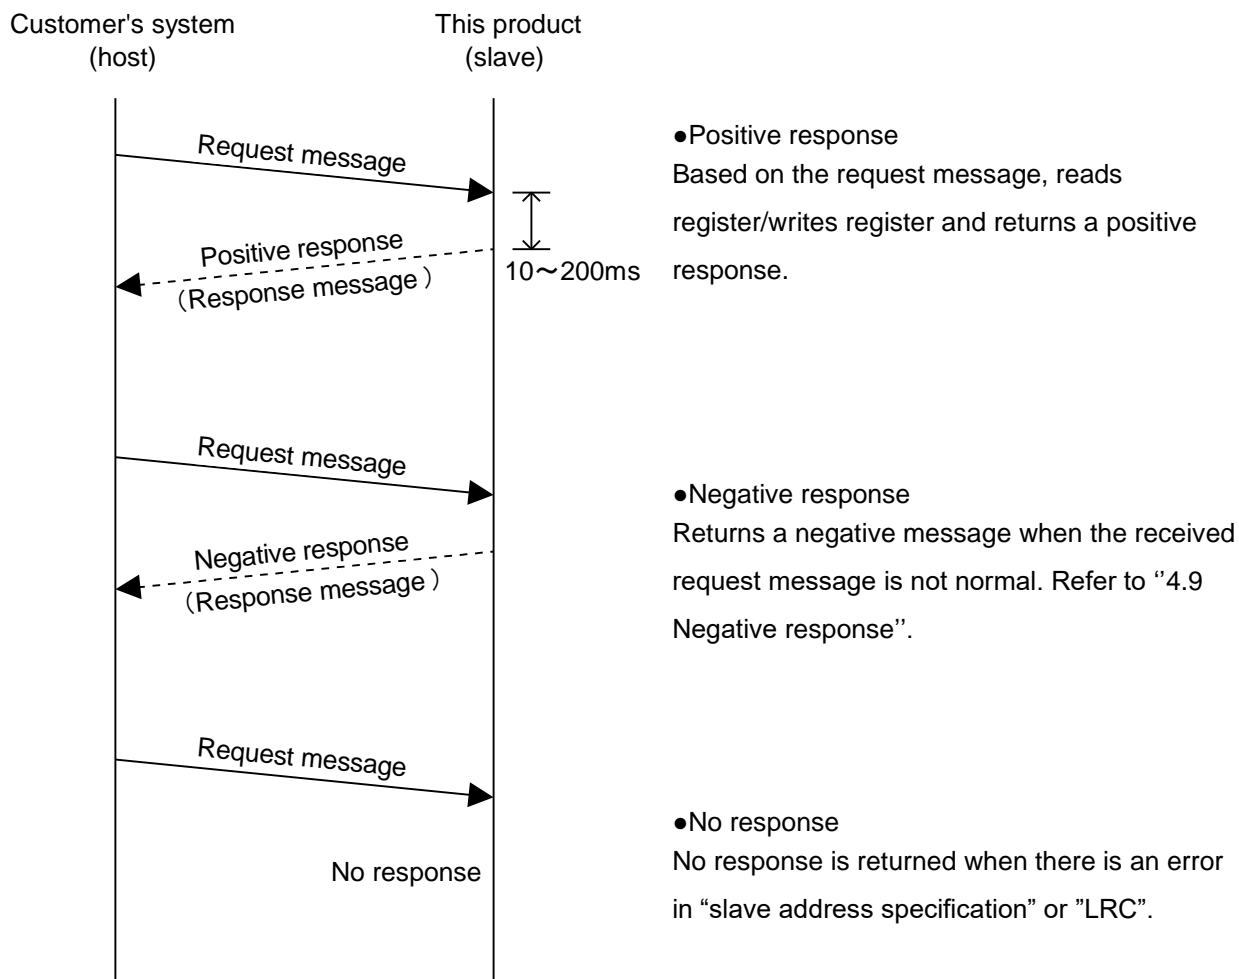 Customer's system
(host)
This product
(slave)
Request message
Positive response
（Response message）
10～200ms
●Positive response
Based on the request message, reads
register/writes register and returns a positive
response.
Request message
Negative response
（Response message）
●Negative response
Returns a negative message when the received
request message is not normal. Refer to ‘’4.9
Negative response’’.
Request message
No response
●No response
No response is returned when there is an error
in “slave address specification” or ”LRC”.